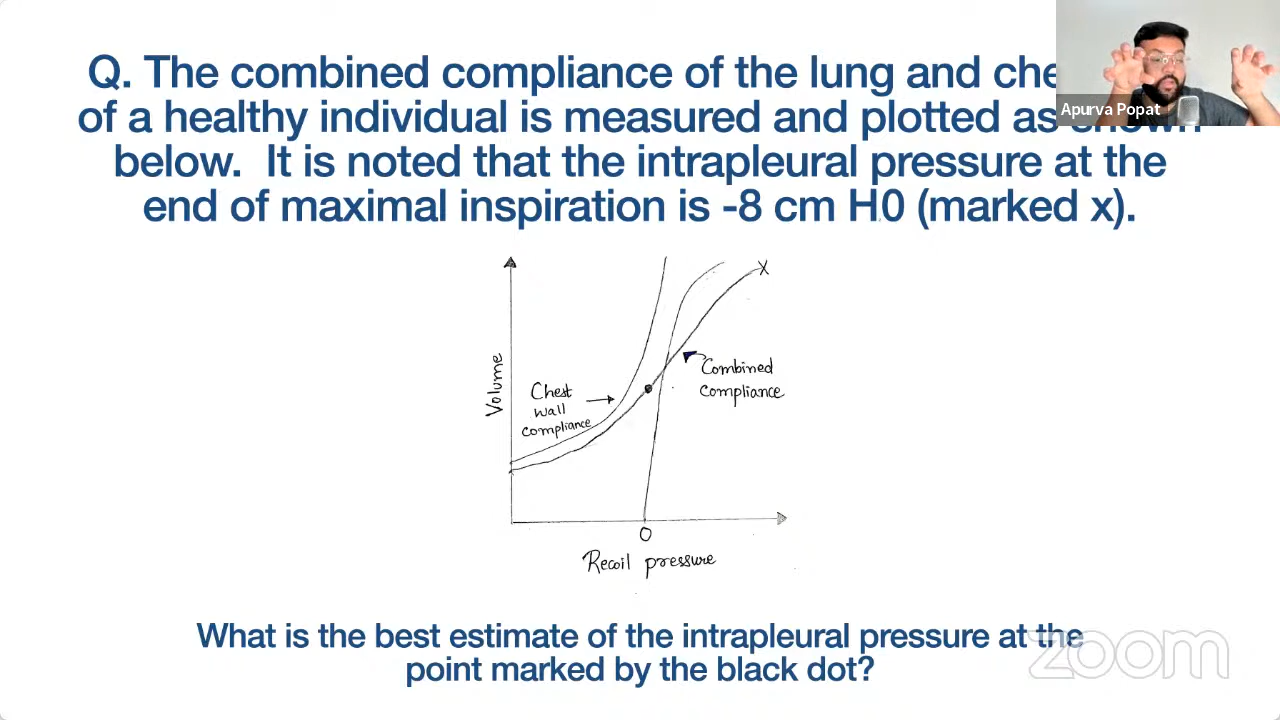 Q. The combined compliance of the lung and
Apurva Popat
of a healthy individual is measured and plotted as shown
below. It is noted that the intrapleural pressure at the
end of maximal inspiration is -8 cm H0 (marked x).
X
Volume
Chest
wall
compliance
Combined
compliance
0
Recoil pressure
What is the best estimate of the intrapleural pressure at the
point marked by the black dot?
zoom